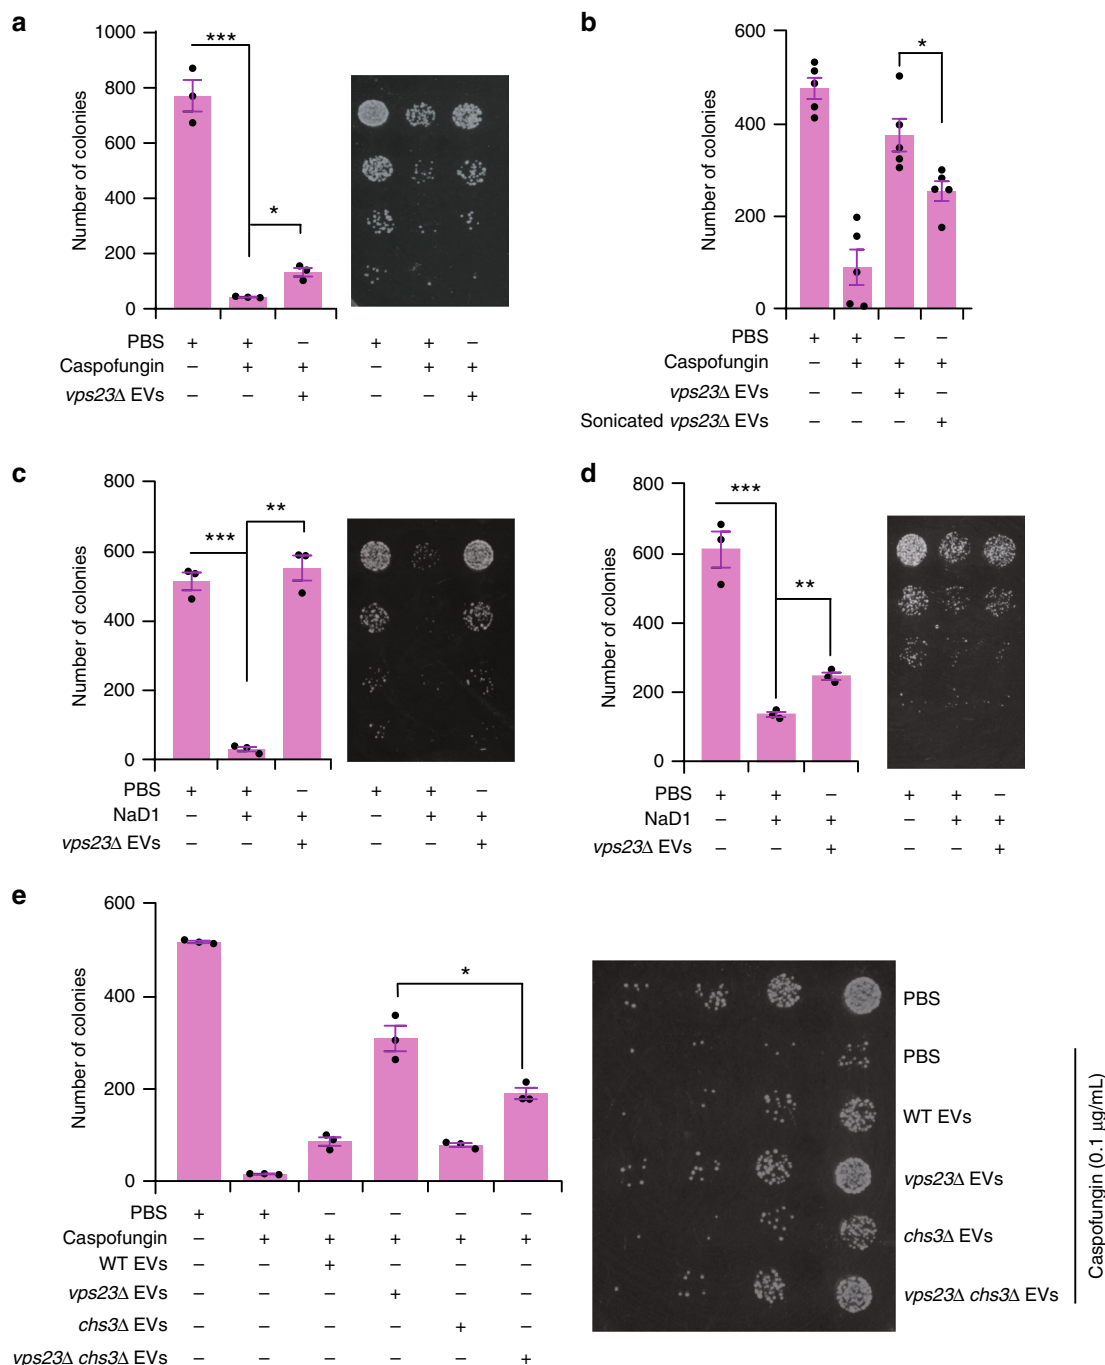 a
Number of colonies
1000
800
600
400
200
0
***
*
PBS + + – + + –
Caspofungin – + + – + +
vps23Δ EVs – – + – – +
b
Number of colonies
600
400
200
0
*
PBS + + – –
Caspofungin – + + +
vps23Δ EVs – – + –
Sonicated vps23Δ EVs – – – +
c
Number of colonies
800
600
400
200
0
***
**
PBS + + – + + –
NaD1 – + + – + +
vps23Δ EVs – – + – – +
d
Number of colonies
800
600
400
200
0
***
**
PBS + + – + + –
NaD1 – + + – + +
vps23Δ EVs – – + – – +
e
Number of colonies
600
400
200
0
*
PBS + + – – – –
Caspofungin – + + + + +
WT EVs – – + – – –
vps23Δ EVs – – – + – –
chs3Δ EVs – – – – + –
vps23Δ chs3Δ EVs – – – – – +
PBS
PBS
WT EVs
vps23Δ EVs
chs3Δ EVs
vps23Δ chs3Δ EVs
Caspofungin (0.1 μg/mL)